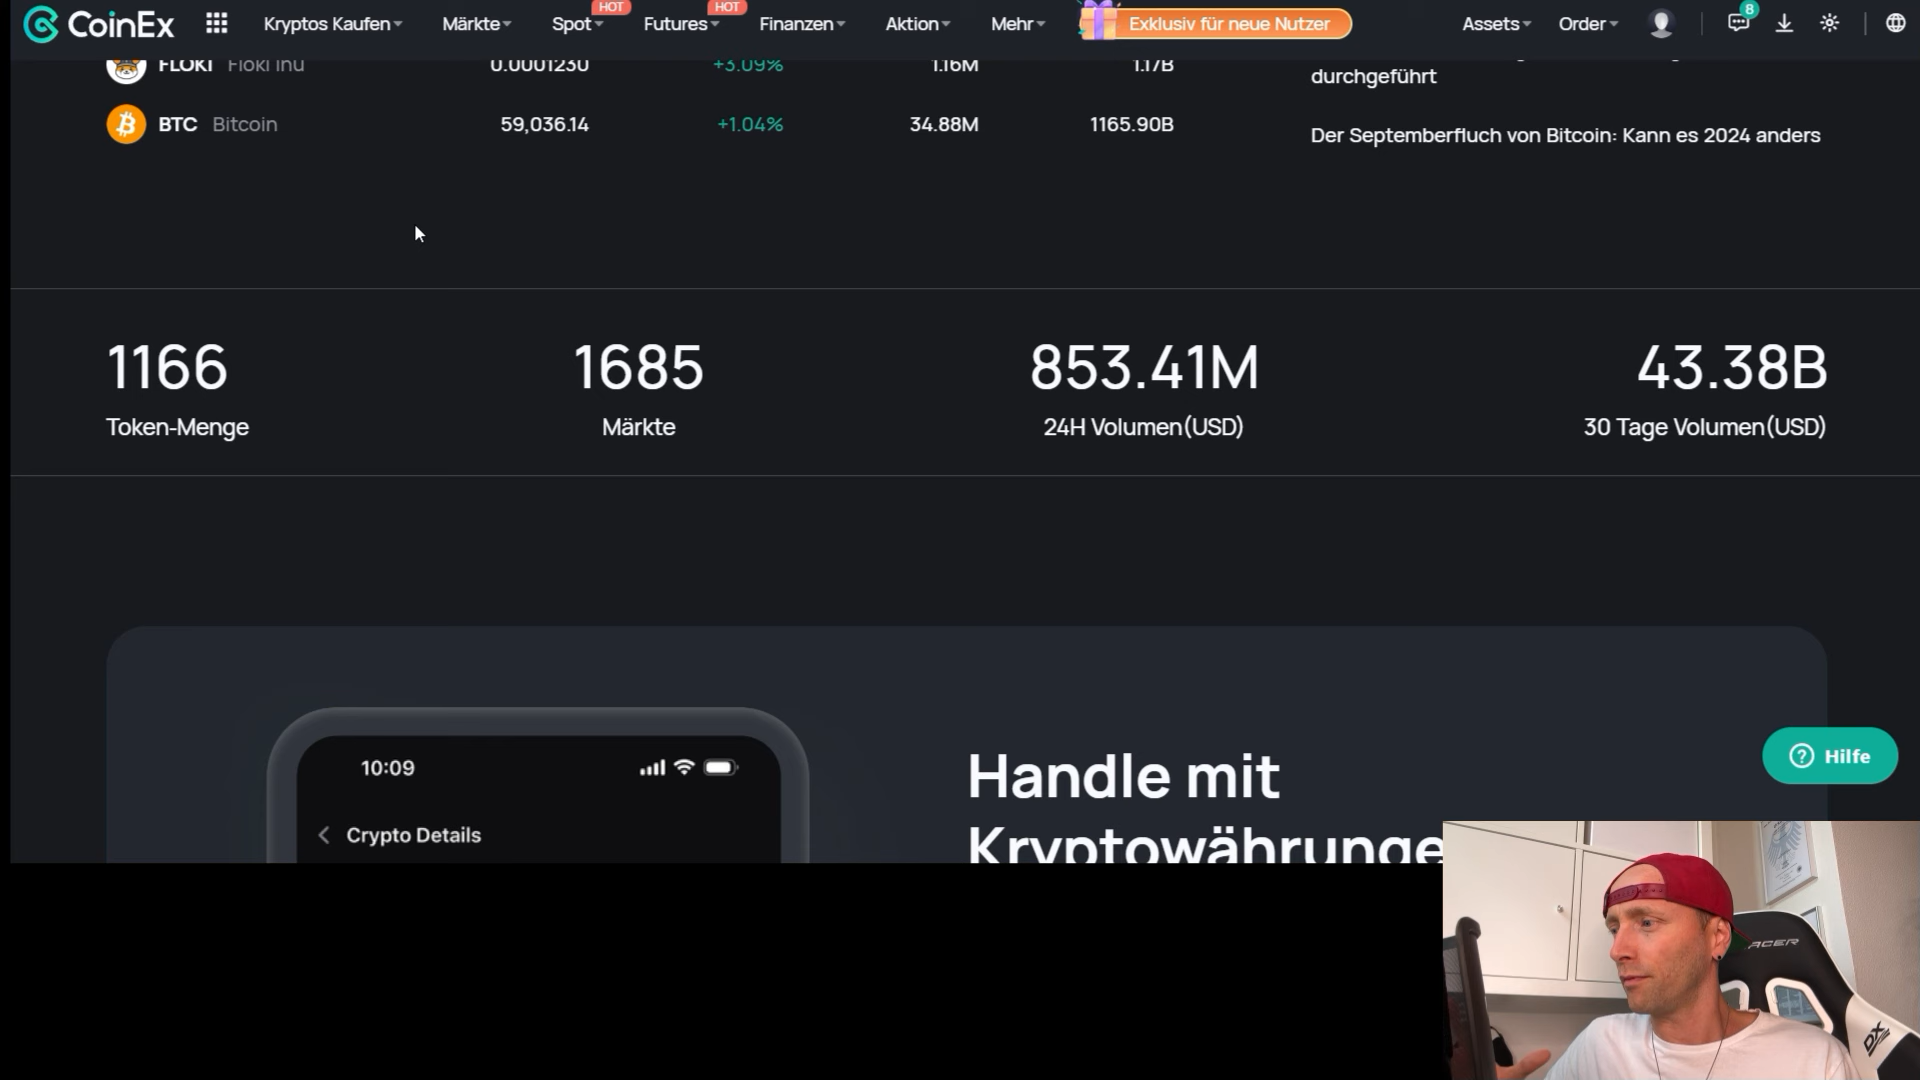 CoinEx Kryptos Kaufen Märkte Spot HOT Futures HOT Finanzen Aktion Mehr Exklusiv für neue Nutzer Assets Order 8
FLOKI Floki Inu 0.0001230 +3.09% 1.16M 1.17B
durchgeführt
BTC Bitcoin 59,036.14 +1.04% 34.88M 1165.90B
Der Septemberfluch von Bitcoin: Kann es 2024 anders
1166 1685 853.41M 43.38B
Token-Menge Märkte 24H Volumen(USD) 30 Tage Volumen(USD)
10:09
Handle mit
Hilfe
Crypto Details
Kryptowährunge
DX